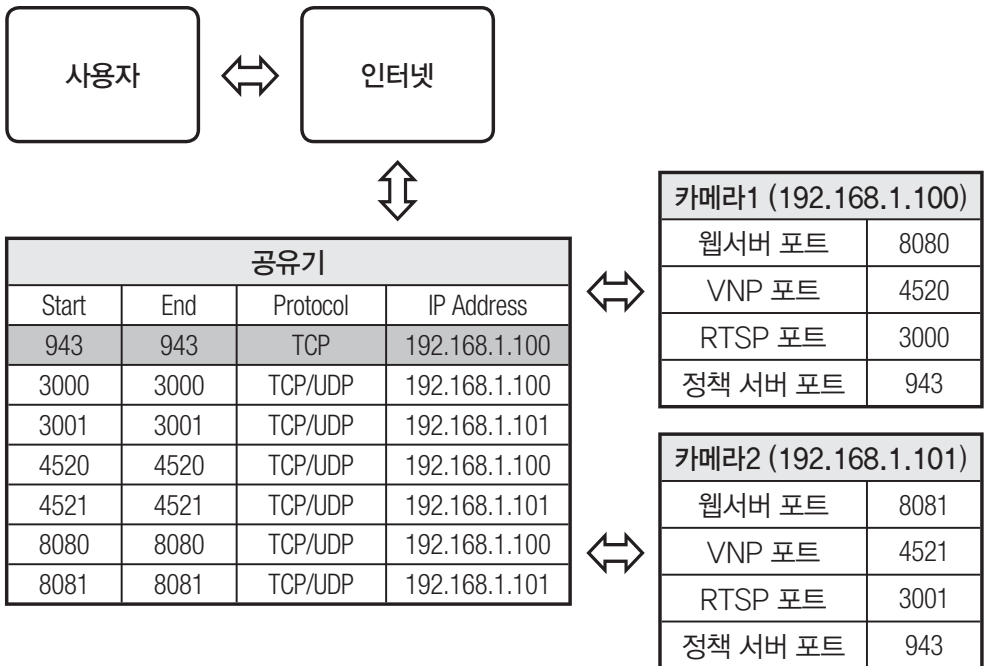 사용자
인터넷
공유기
Start End Protocol IP Address
943 943 TCP 192.168.1.100
3000 3000 TCP/UDP 192.168.1.100
3001 3001 TCP/UDP 192.168.1.101
4520 4520 TCP/UDP 192.168.1.100
4521 4521 TCP/UDP 192.168.1.101
8080 8080 TCP/UDP 192.168.1.100
8081 8081 TCP/UDP 192.168.1.101
카메라1 (192.168.1.100)
웹서버 포트 8080
VNP 포트 4520
RTSP 포트 3000
정책 서버 포트 943
카메라2 (192.168.1.101)
웹서버 포트 8081
VNP 포트 4521
RTSP 포트 3001
정책 서버 포트 943